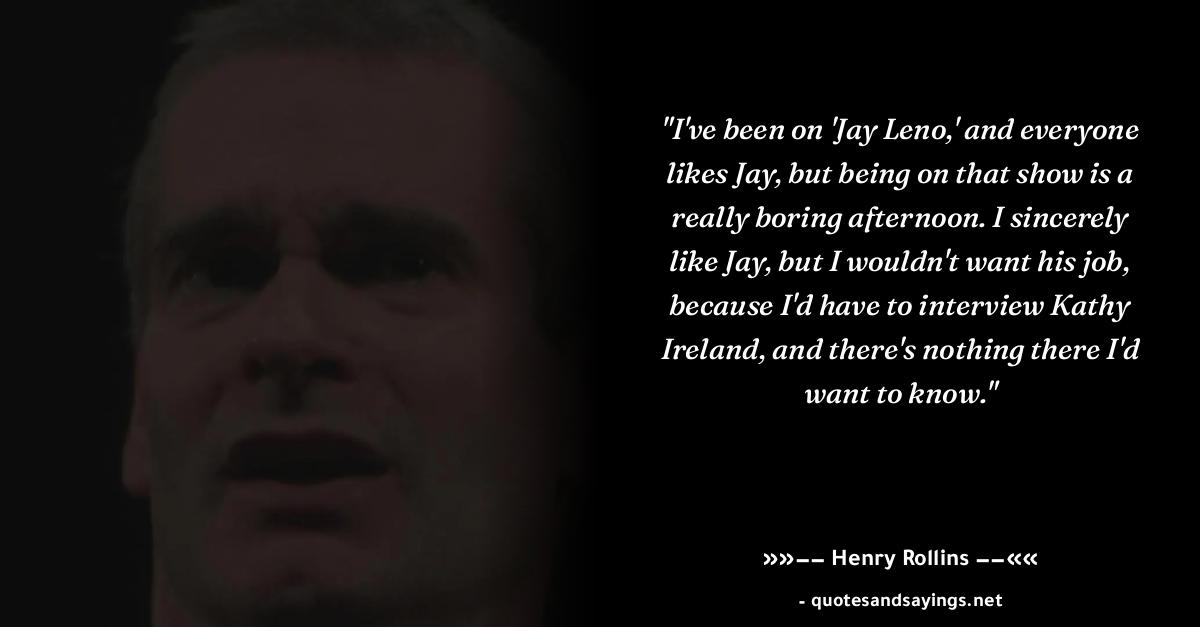 "I've been on 'Jay Leno,' and everyone
likes Jay, but being on that show is a
really boring afternoon. I sincerely
like Jay, but I wouldn't want his job,
because I'd have to interview Kathy
Ireland, and there's nothing there I'd
want to know."
»»−− Henry Rollins −−««
- quotesandsayings.net